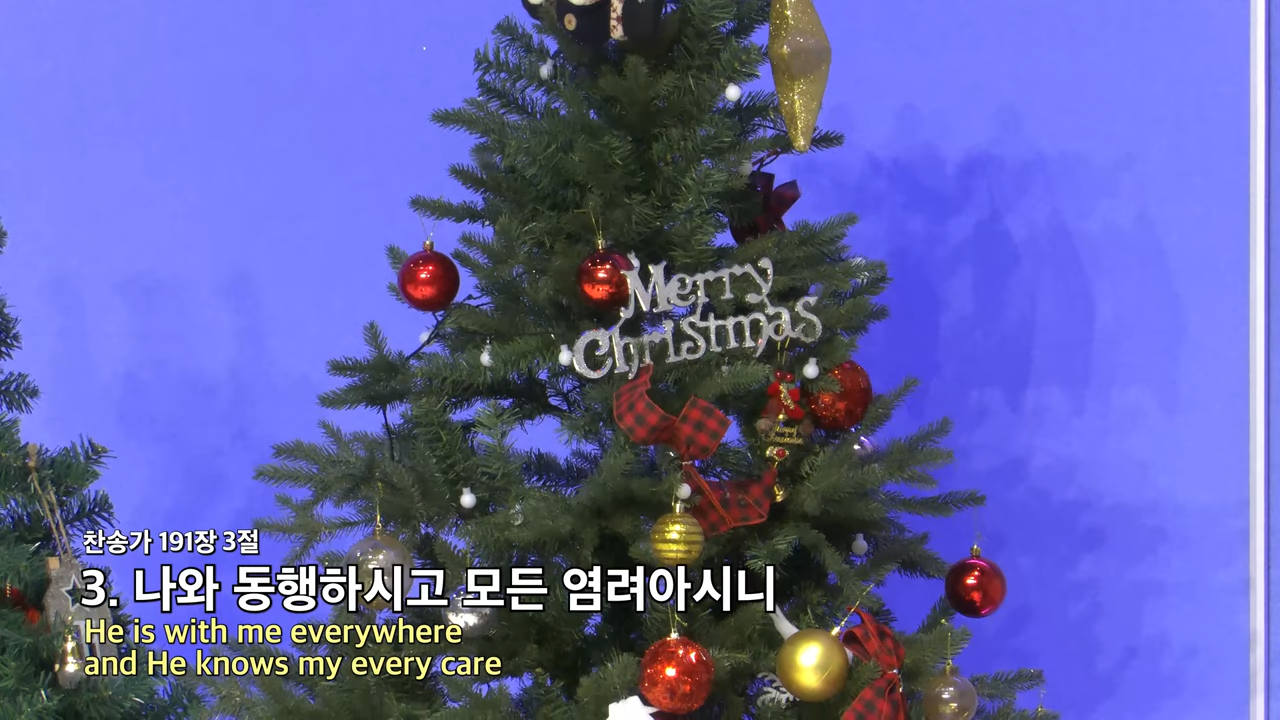 Merry
Christmas
찬송가 191장 3절
3. 나와 동행하시고 모든 염려아시니
He is with me everywhere
and He knows my every care